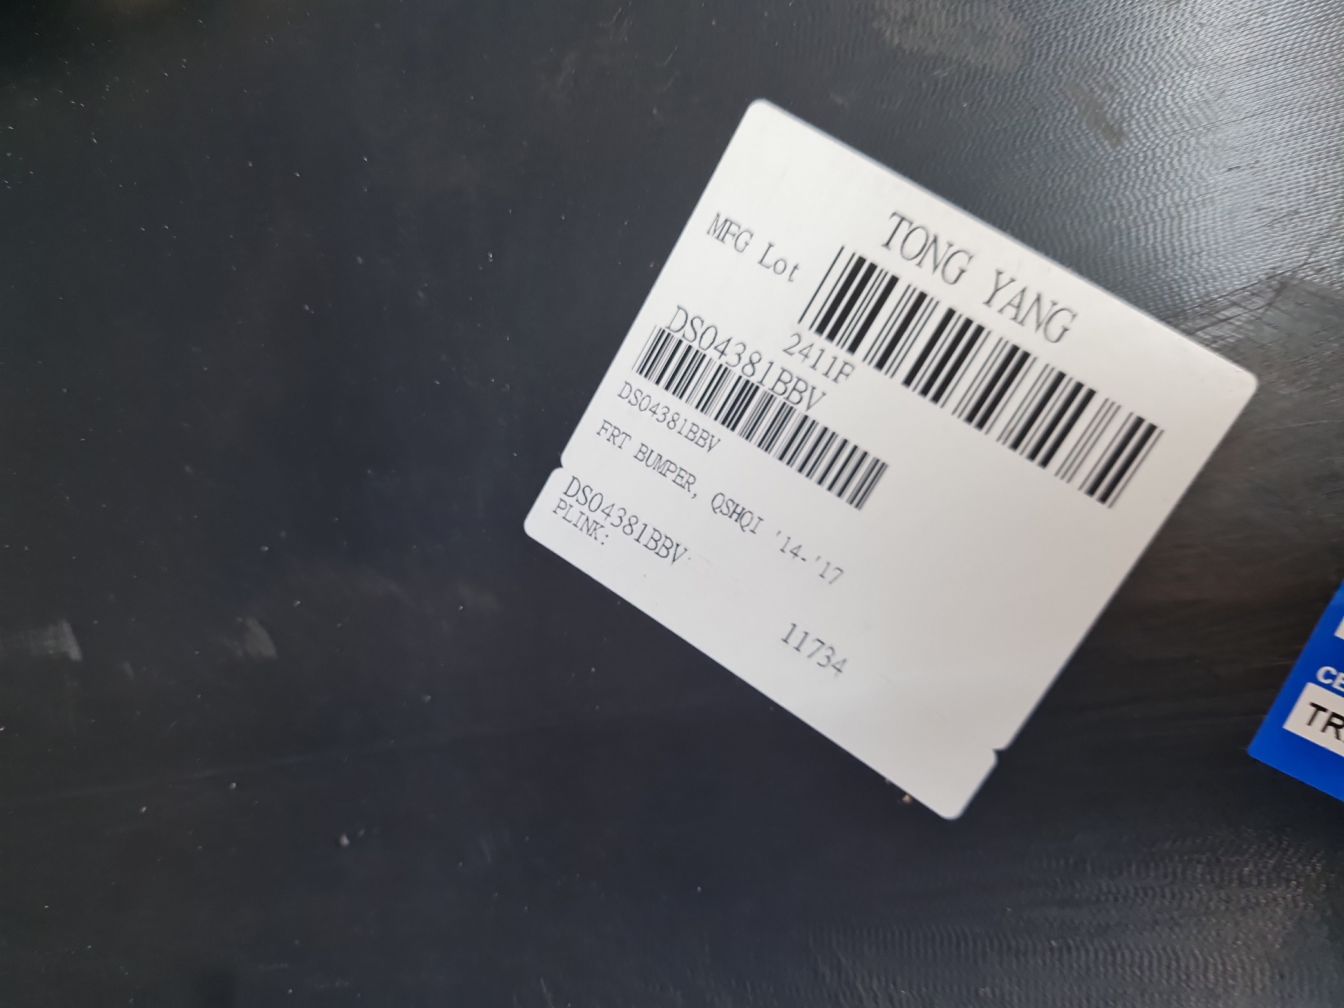 TONG YANG
MFG Lot
2411F
DS04381BBV
DS04381BBV
FRT BUMPER, QSHQI '14-'17
DS04381BBV
PLINK:
11734